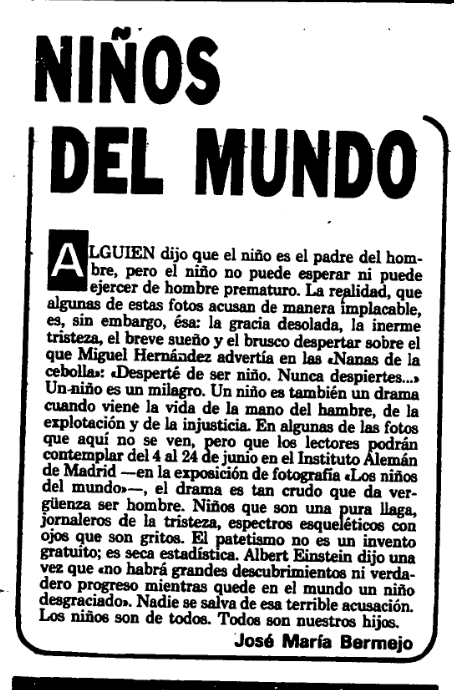 NIÑOS
DEL MUNDO
ALGUIEN dijo que el niño es el padre del hom-
bre, pero el niño no puede esperar ni puede
ejercer de hombre prematuro. La realidad, que
algunas de estas fotos acusan de manera implacable,
es, sin embargo, ésa: la gracia desolada, la inerme
tristeza, el breve sueño y el brusco despertar sobre el
que Miguel Hernández advertía en las «Nanas de la
cebolla»: «Desperté de ser niño. Nunca despiertes...»
Un niño es un milagro. Un niño es también un drama
cuando viene la vida de la mano del hambre, de la
explotación y de la injusticia. En algunas de las fotos
que aquí no se ven, pero que los lectores podrán
contemplar del 4 al 24 de junio en el Instituto Alemán
de Madrid —en la exposición de fotografía «Los niños
del mundo»—, el drama es tan crudo que da ver-
güenza ser hombre. Niños que son una pura llaga,
jornaleros de la tristeza, espectros esqueléticos con
ojos que son gritos. El patetismo no es un invento
gratuito; es seca estadística. Albert Einstein dijo una
vez que «no habrá grandes descubrimientos ni verda-
dero progreso mientras quede en el mundo un niño
desgraciado». Nadie se salva de esa terrible acusación.
Los niños son de todos. Todos son nuestros hijos.
José María Bermejo